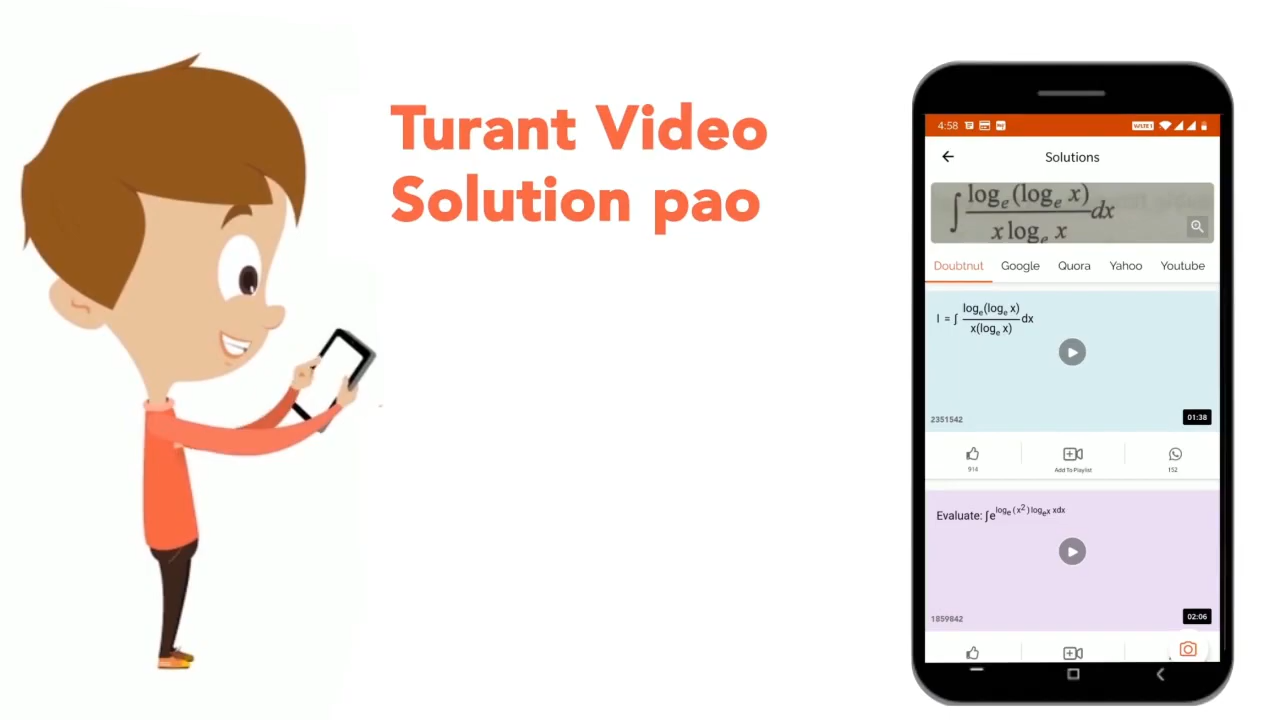 Turant Video
Solution pao
4:58
VoLTE1
Solutions
∫ logₑ(logₑ x) / x logₑ x dx
Doubtnut Google Quora Yahoo Youtube
I = ∫ logₑ(logₑ x) / x(logₑ x) dx
2351542 01:38
914 Add To Playlist 152
Evaluate: ∫e^logₑ(x²)logₑx xdx
1859842 02:06